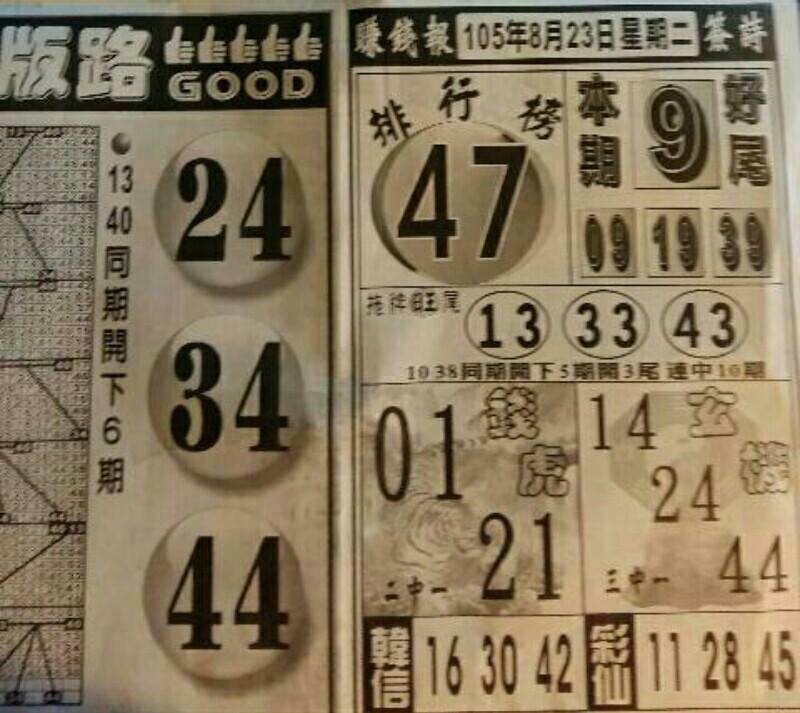 版路
GOOD
13
40
同期開下6期
24
34
44
賺錢報 105年8月23日星期二 签詩
排行榜
47
本期
9
好尾
09 19 39
拖牌旺尾
13 33 43
10 38同期開下5期開3尾 連中10期
01
錢虎
21
二中一
14
玄機
24
三中一
44
韓信
16 30 42
彩仙
11 28 45